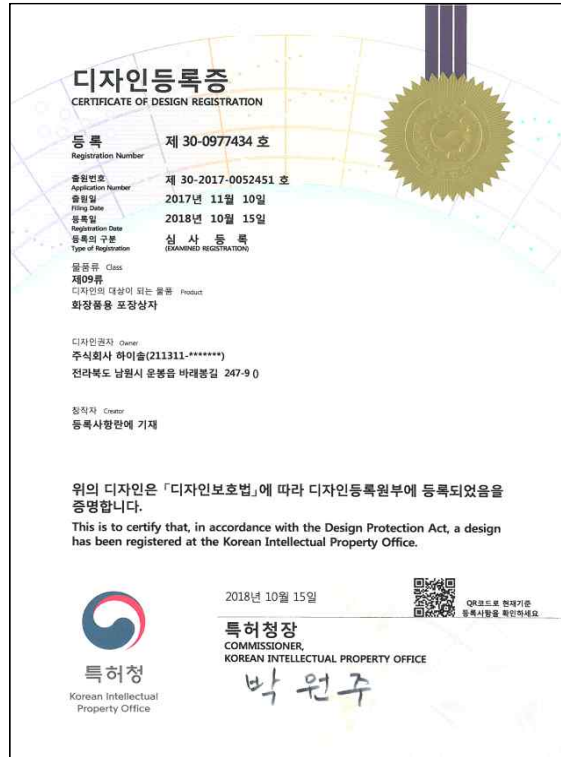 디자인등록증
CERTIFICATE OF DESIGN REGISTRATION
등 록 제 30-0977434 호
Registration Number
출원번호 제 30-2017-0052451 호
Application Number
출원일 2017년 11월 10일
Filing Date
등록일 2018년 10월 15일
Registration Date
등록의 구분 심 사 등 록
Type of Registration (EXAMINED REGISTRATION)
물품류 Class
제09류
디자인의 대상이 되는 물품 Product
화장품용 포장상자
디자인권자 Owner
주식회사 하이솔(211311-*******)
전라북도 남원시 운봉읍 바래봉길 247-9 ()
창작자 Creator
등록사항란에 기재
위의 디자인은 「디자인보호법」에 따라 디자인등록원부에 등록되었음을
증명합니다.
This is to certify that, in accordance with the Design Protection Act, a design
has been registered at the Korean Intellectual Property Office.
2018년 10월 15일
QR코드로 현재기준
등록사항을 확인하세요
특허청장
COMMISSIONER,
KOREAN INTELLECTUAL PROPERTY OFFICE
박원주
특허청
Korean Intellectual
Property Office